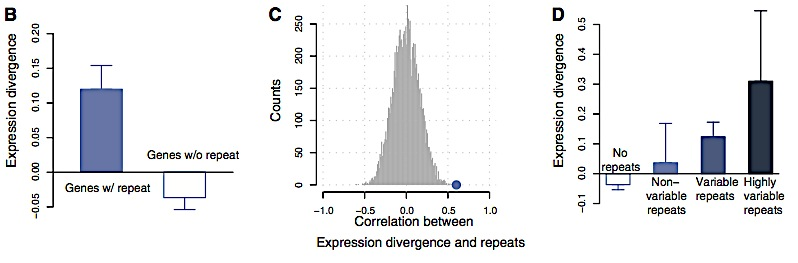 B
Expression divergence
0.20
0.15
0.10
0.05
0.00
−0.05
Genes w/o repeat
Genes w/ repeat
C
Counts
250
200
150
100
50
0
−1.0 −0.5 0.0 0.5 1.0
Correlation between
Expression divergence and repeats
D
Expression divergence
0.5
0.4
0.3
0.2
0.1
0.0
−0.1
No
repeats
Non−
variable
repeats
Variable
repeats
Highly
variable
repeats